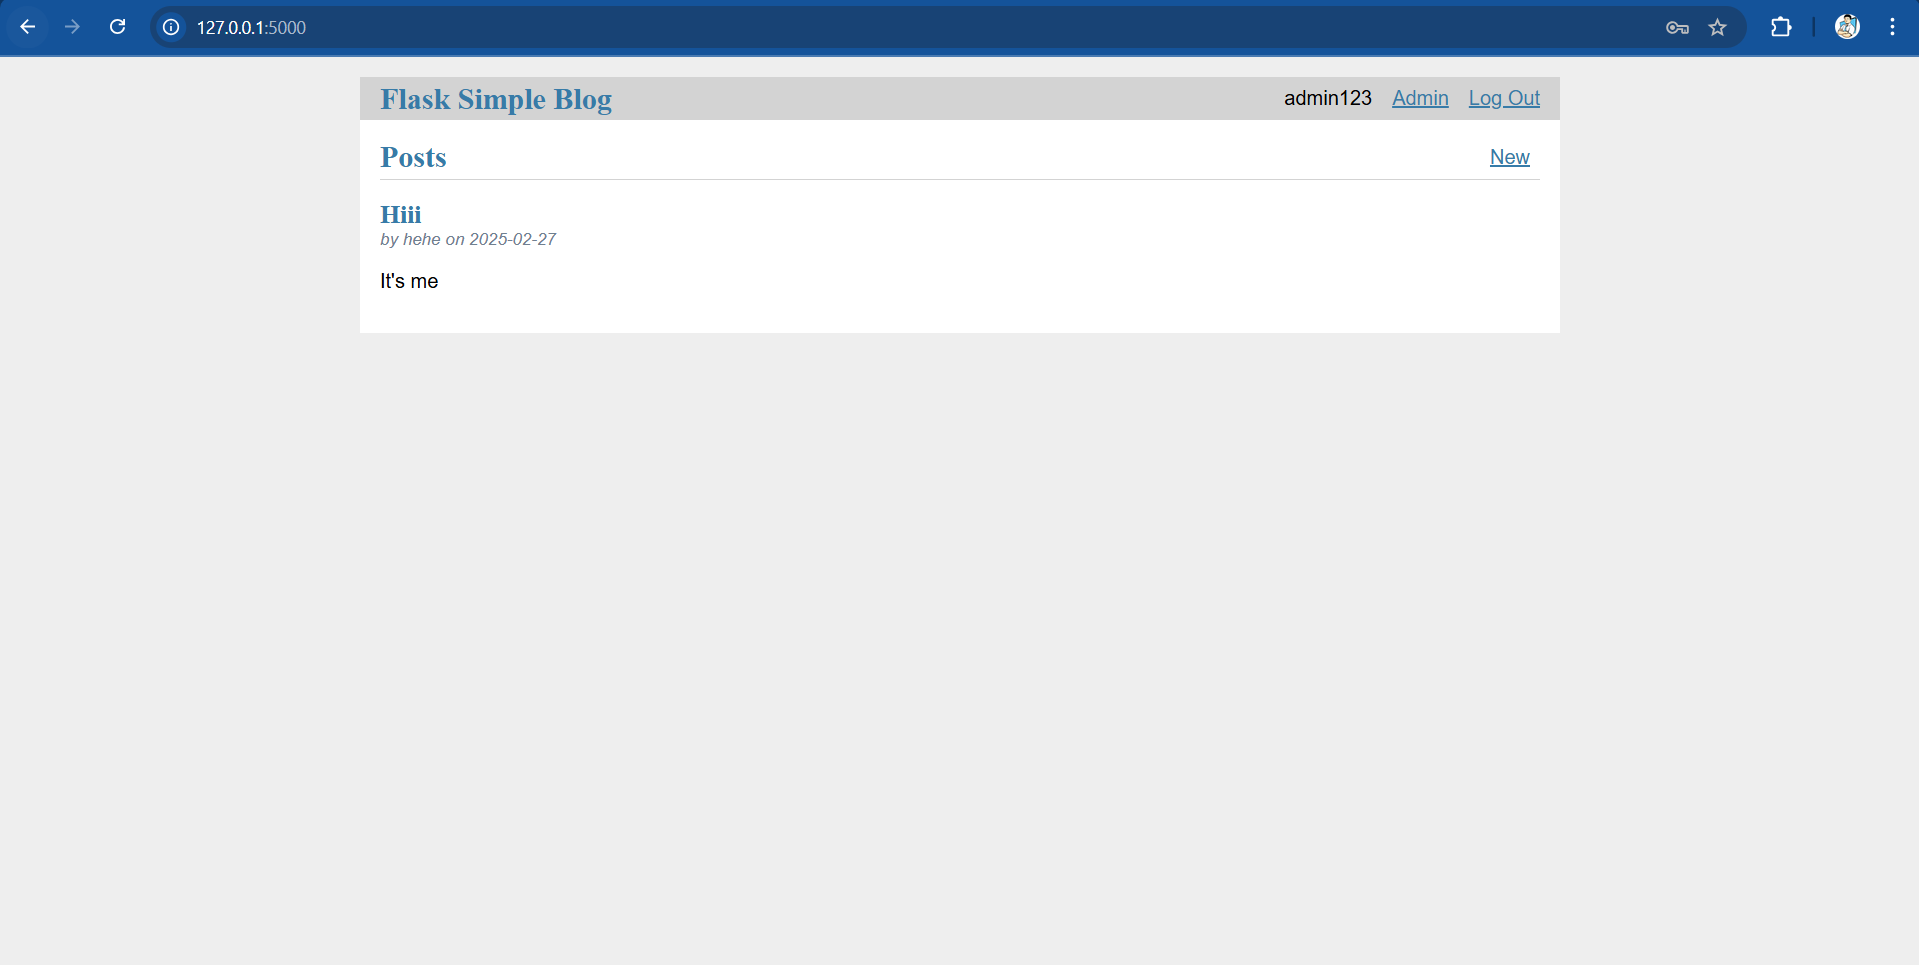 127.0.0.1:5000
Flask Simple Blog admin123 Admin Log Out
Posts New
Hiii
by hehe on 2025-02-27
It's me